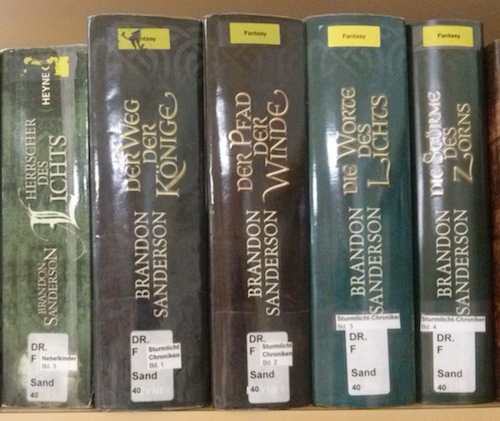 HEYNE
HERRSCHER
DES
LICHTS
BRANDON
SANDERSON
DR.
F
Nebelkinder
Bd. 3
Sand
40
DER WEG
DER
KÖNIGE
BRANDON
SANDERSON
DR.
F
Sturmlicht
Chroniken
Bd. 1
Sand
40
Fantasy
DER PFAD
DER
WINDE
BRANDON
SANDERSON
DR.
F
Sturmlicht
Chroniken
Bd. 2
Sand
40
Fantasy
DIE WORTE
DES
LICHTS
BRANDON
SANDERSON
Sturmlicht-Chroniken
Bd. 3
DR.
F
Sand
40
Fantasy
DIE STÜRME
DES
ZORNS
BRANDON
SANDERSON
Sturmlicht-Chroniken
Bd. 4
DR.
F
Sand
40